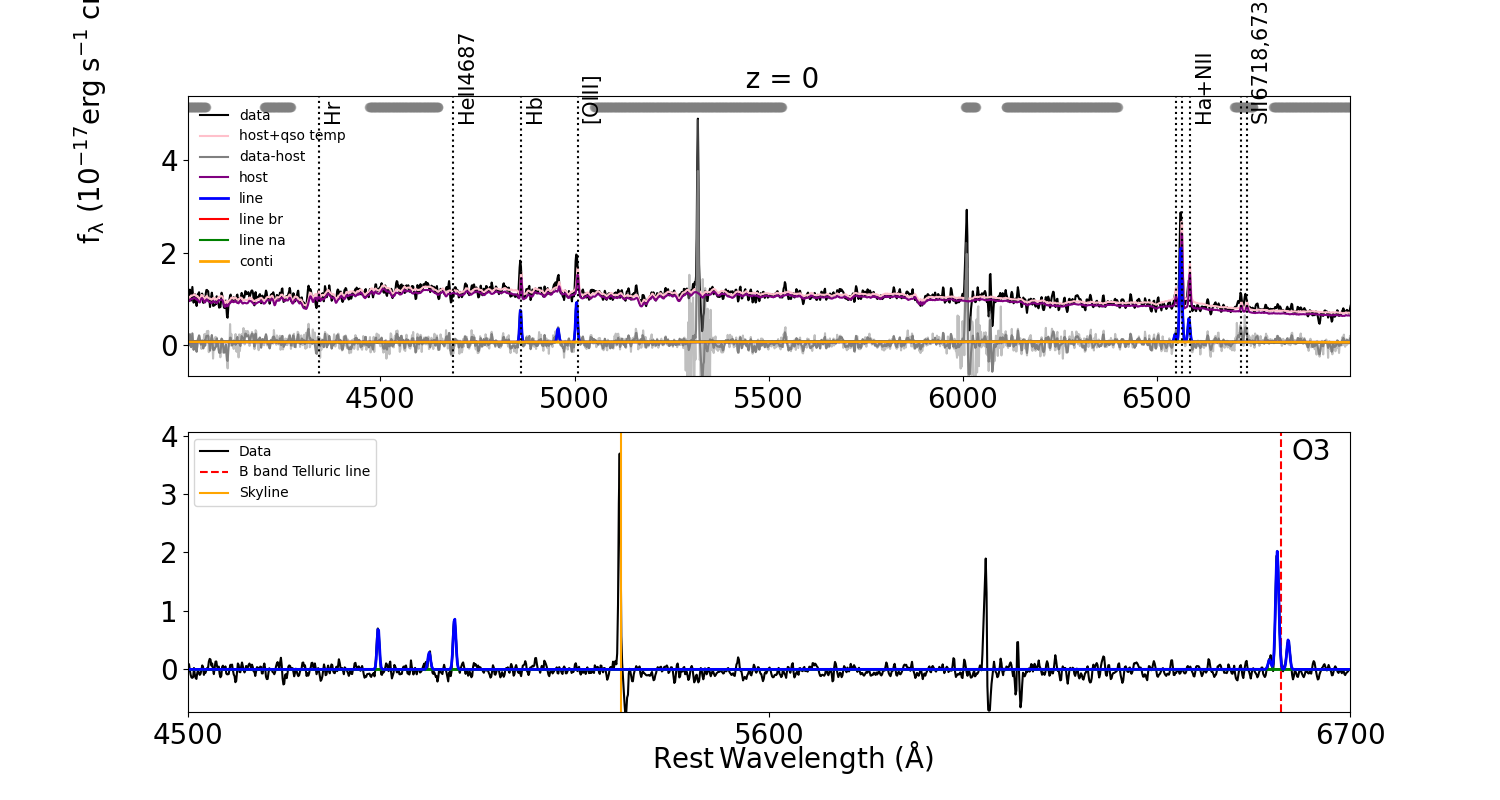 z = 0
f_λ (10^−17 erg s^−1 c
Hr
HeII4687
Hb
[OIII]
Ha+NII
SII6718,673
data
host+qso temp
data-host
host
line
line br
line na
conti
4
2
0
4500
5000
5500
6000
6500
Data
B band Telluric line
Skyline
O3
4
3
2
1
0
4500
5600
6700
Rest Wavelength (Å)